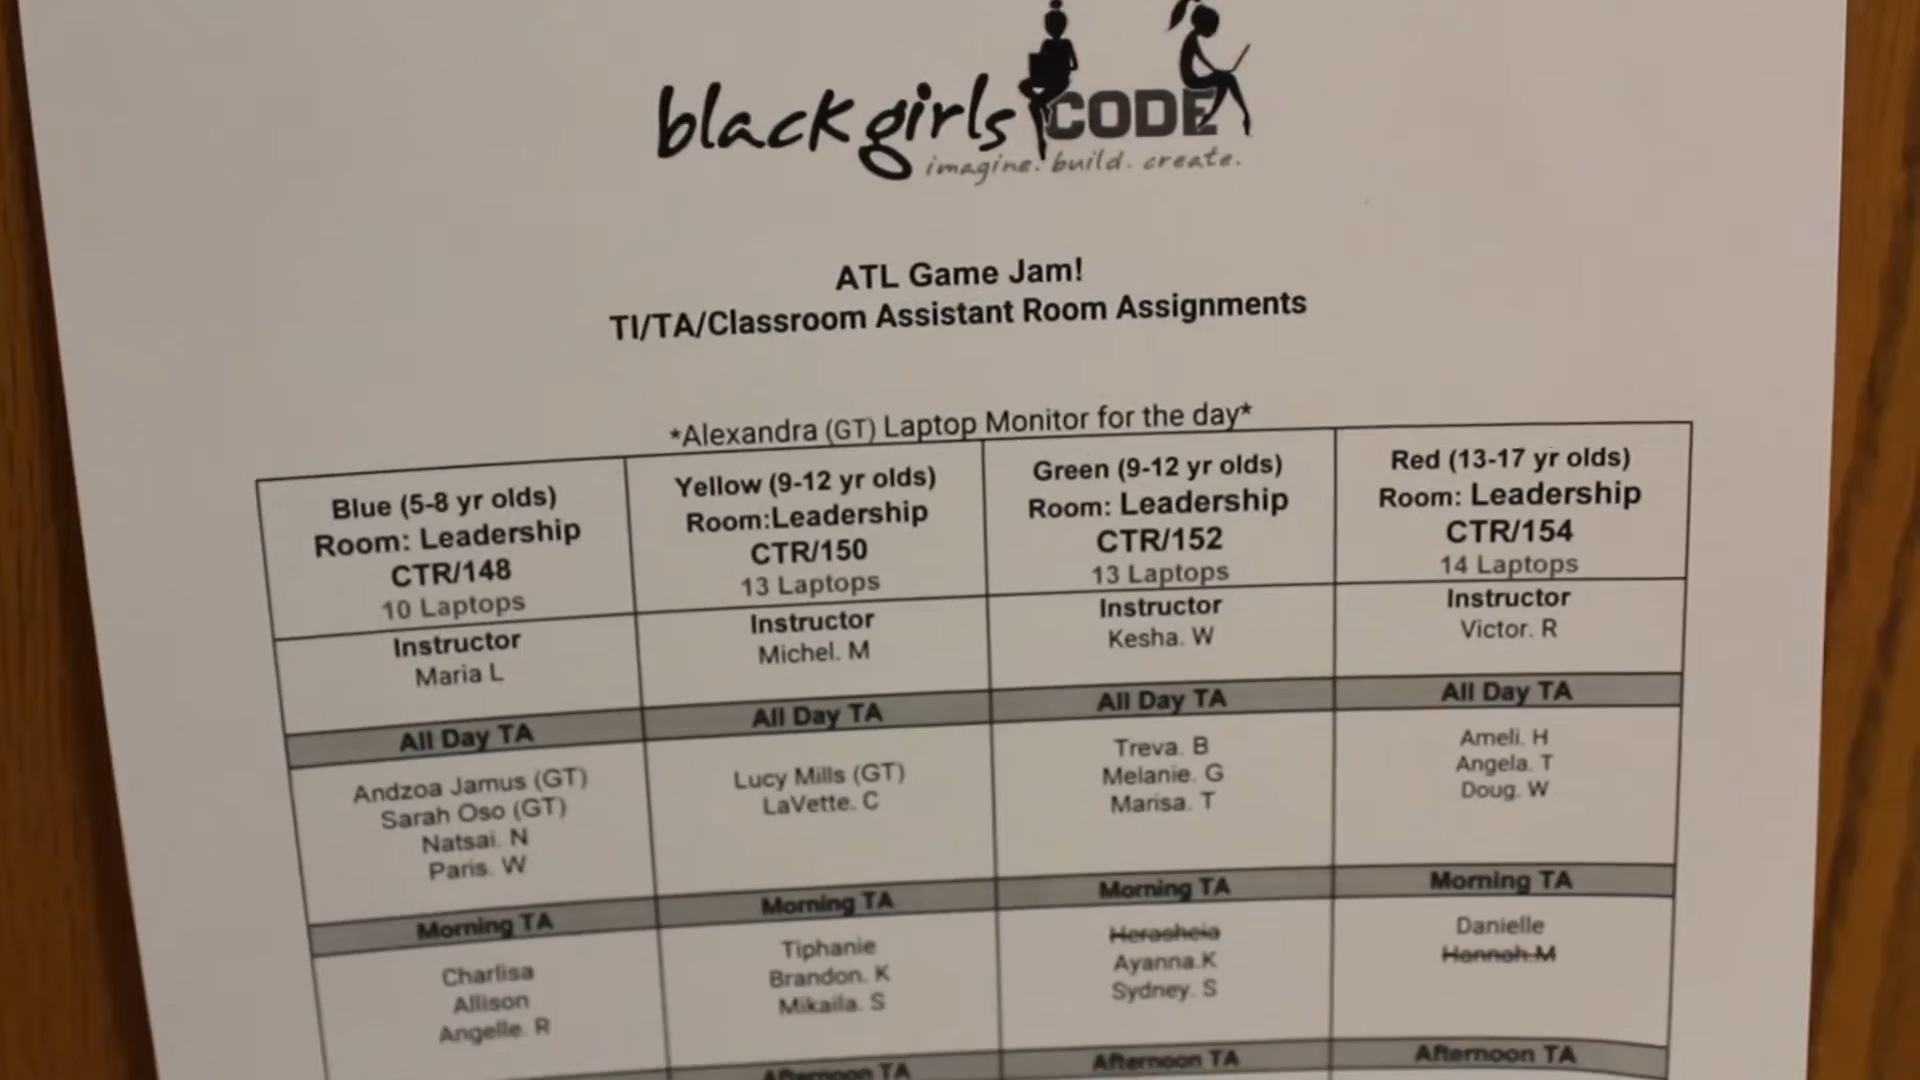 blackgirls CODE
imagine. build. create.
ATL Game Jam!
TI/TA/Classroom Assistant Room Assignments
*Alexandra (GT) Laptop Monitor for the day*
Blue (5-8 yr olds)
Room: Leadership
CTR/148
10 Laptops
Instructor
Maria L
All Day TA
Andzoa Jamus (GT)
Sarah Oso (GT)
Natsai. N
Paris. W
Morning TA
Charlisa
Allison
Angelle. R
Yellow (9-12 yr olds)
Room:Leadership
CTR/150
13 Laptops
Instructor
Michel. M
All Day TA
Lucy Mills (GT)
LaVette. C
Morning TA
Tiphanie
Brandon. K
Mikaila. S
Afternoon TA
Green (9-12 yr olds)
Room: Leadership
CTR/152
13 Laptops
Instructor
Kesha. W
All Day TA
Treva. B
Melanie. G
Marisa. T
Morning TA
Herasheia
Ayanna.K
Sydney. S
Afternoon TA
Red (13-17 yr olds)
Room: Leadership
CTR/154
14 Laptops
Instructor
Victor. R
All Day TA
Ameli. H
Angela. T
Doug. W
Morning TA
Danielle
Hannah.M
Afternoon TA